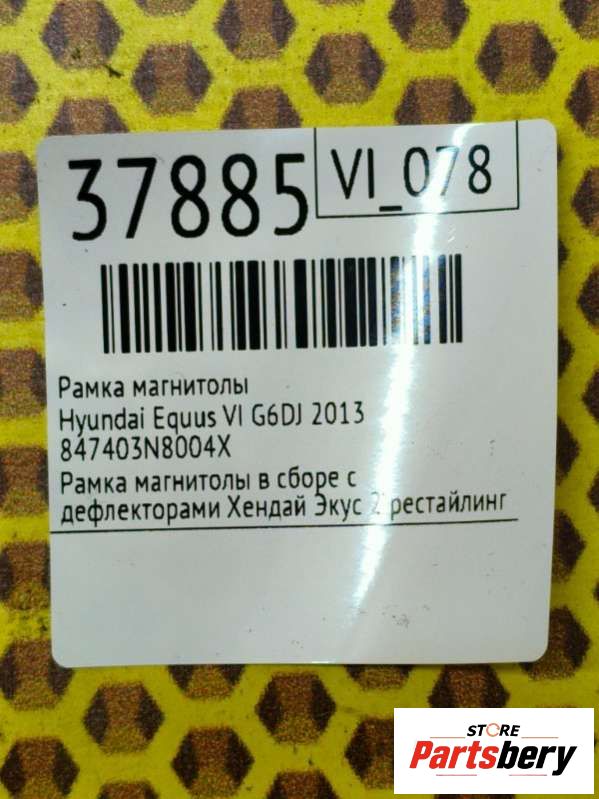 37885
VI_078
Рамка магнитолы
Hyundai Equus VI G6DJ 2013
847403N8004X
Рамка магнитолы в сборе с
дефлекторами Хендай Экус 2 рестайлинг
STORE
Partsbery